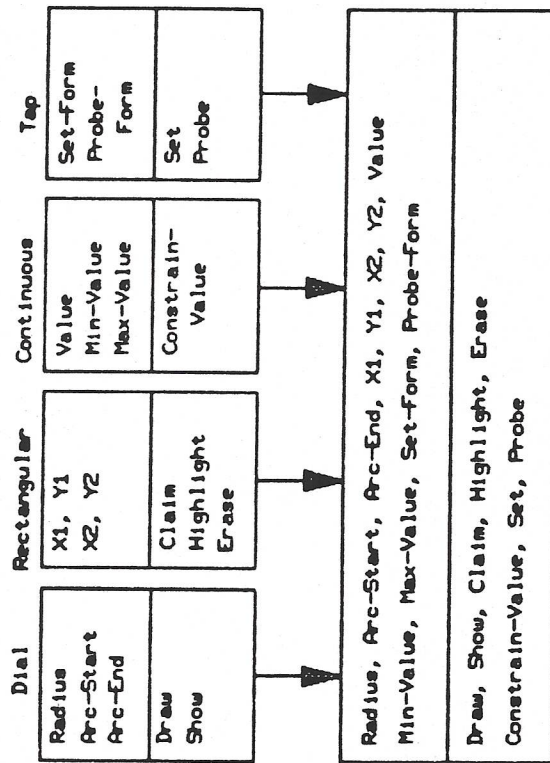 Dial
Radius
Arc-Start
Arc-End
Draw
Show
Rectangular
X1, Y1
X2, Y2
Claim
Highlight
Erase
Continuous
Value
Min-Value
Max-Value
Constrain-
Value
Tap
Set-Form
Probe-
Form
Set
Probe
Radius, Arc-Start, Arc-End, X1, Y1, X2, Y2, Value
Min-Value, Max-Value, Set-Form, Probe-Form
Draw, Show, Claim, Highlight, Erase
Constrain-Value, Set, Probe